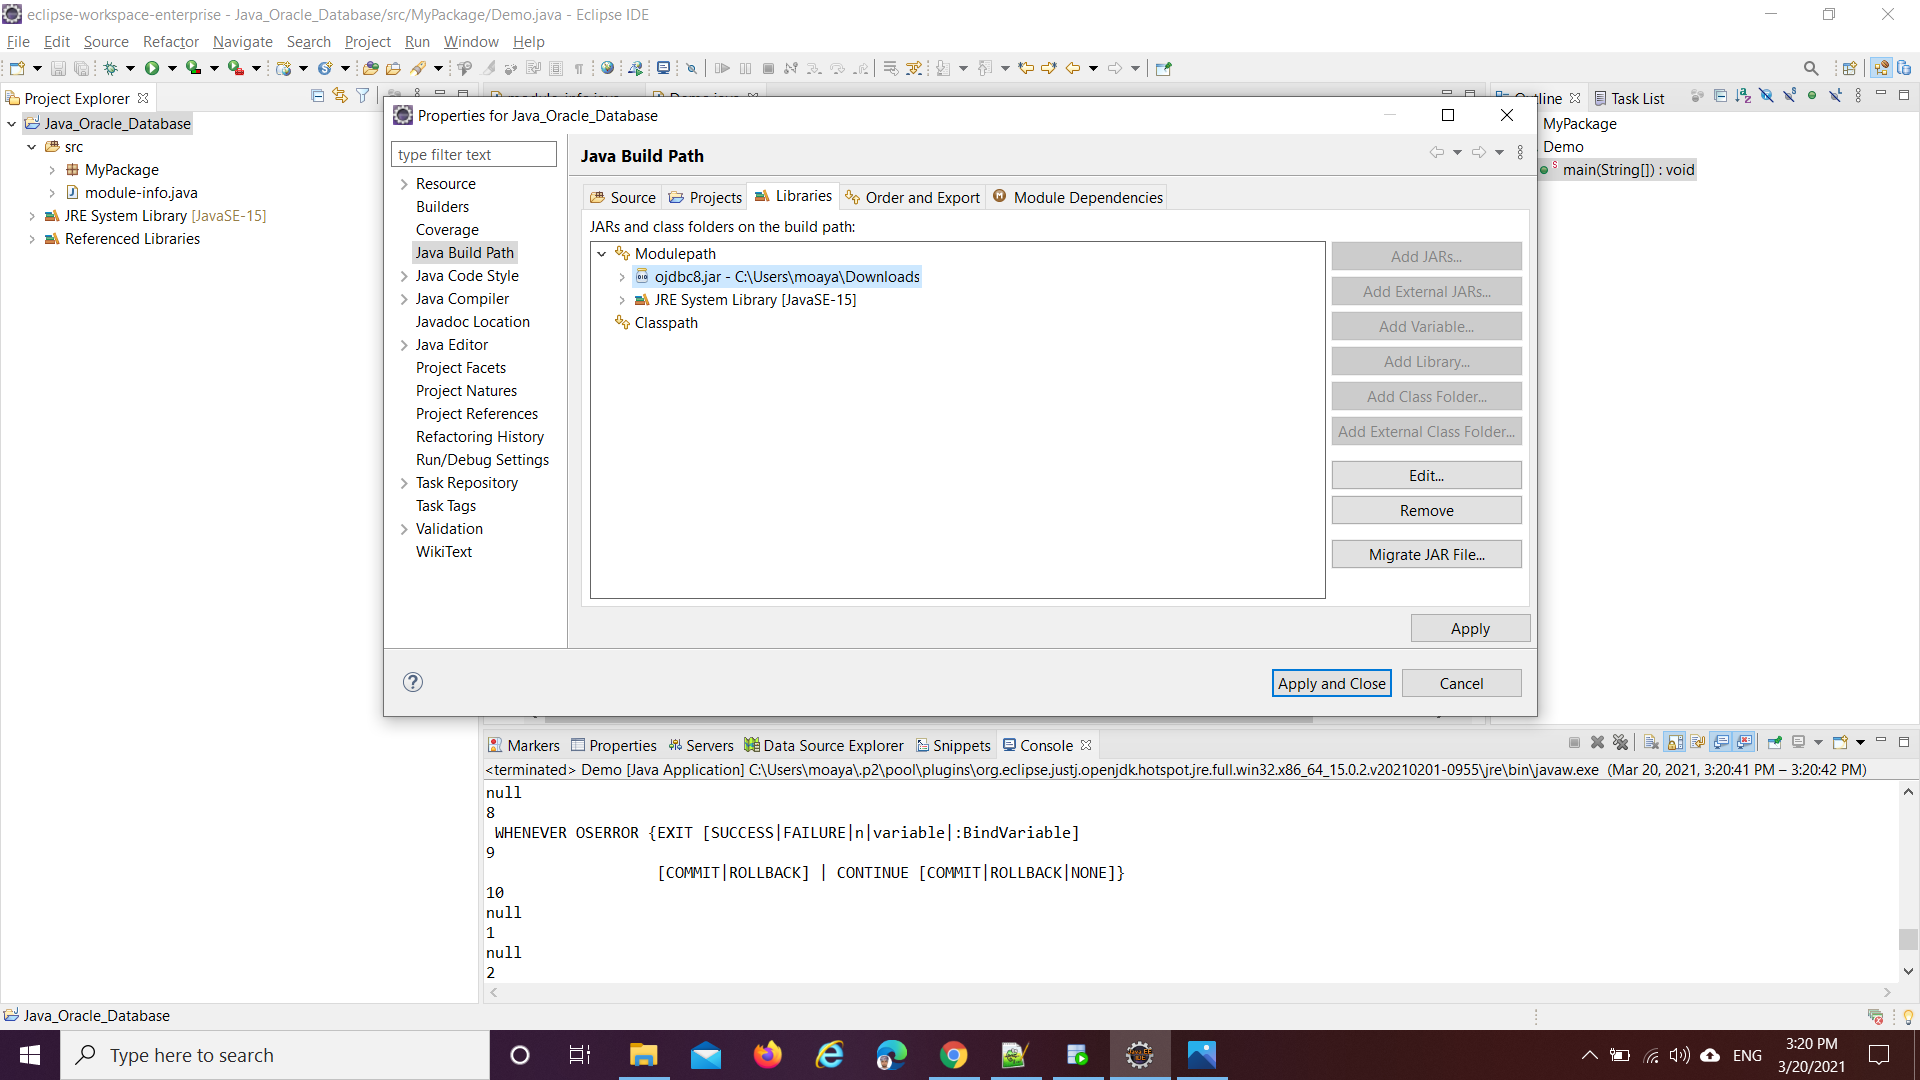 eclipse-workspace-enterprise - Java_Oracle_Database/src/MyPackage/Demo.java - Eclipse IDE
File Edit Source Refactor Navigate Search Project Run Window Help
Project Explorer
Java_Oracle_Database
src
MyPackage
module-info.java
JRE System Library [JavaSE-15]
Referenced Libraries
Properties for Java_Oracle_Database
type filter text
Resource
Builders
Coverage
Java Build Path
Java Code Style
Java Compiler
Javadoc Location
Java Editor
Project Facets
Project Natures
Project References
Refactoring History
Run/Debug Settings
Task Repository
Task Tags
Validation
WikiText
Java Build Path
Source Projects Libraries Order and Export Module Dependencies
JARs and class folders on the build path:
Modulepath
ojdbc8.jar - C:\Users\moaya\Downloads
JRE System Library [JavaSE-15]
Classpath
Add JARs...
Add External JARs...
Add Variable...
Add Library...
Add Class Folder...
Add External Class Folder...
Edit...
Remove
Migrate JAR File...
Apply
Apply and Close Cancel
Outline Task List
MyPackage
Demo
main(String[]) : void
Markers Properties Servers Data Source Explorer Snippets Console
<terminated> Demo [Java Application] C:\Users\moaya\.p2\pool\plugins\org.eclipse.justj.openjdk.hotspot.jre.full.win32.x86_64_15.0.2.v20210201-0955\jre\bin\javaw.exe (Mar 20, 2021, 3:20:41 PM – 3:20:42 PM)
null
8
WHENEVER OSERROR {EXIT [SUCCESS|FAILURE|n|variable|:BindVariable]
9
[COMMIT|ROLLBACK] | CONTINUE [COMMIT|ROLLBACK|NONE]}
10
null
1
null
2
Java_Oracle_Database
Type here to search
ENG
3:20 PM
3/20/2021